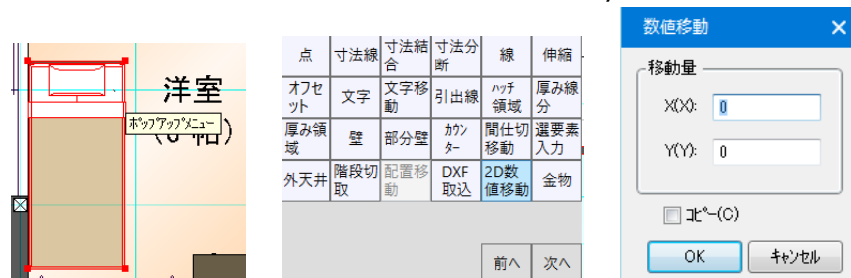 洋室
ﾎﾟｯﾌﾟｱｯﾌﾟﾒﾆｭｰ
点 寸法線 寸法結合 寸法分断 線 伸縮
オフセット 文字 文字移動 引出線 ﾊｯﾁ領域 厚み線分
厚み領域 壁 部分壁 ｶｳﾝﾀｰ 間仕切移動 選要素入力
外天井 階段切取 配置移動 DXF取込 2D数値移動 金物
前へ 次へ
数値移動
移動量
X(X): 0
Y(Y): 0
ｺﾋﾟｰ(C)
OK ｷｬﾝｾﾙ